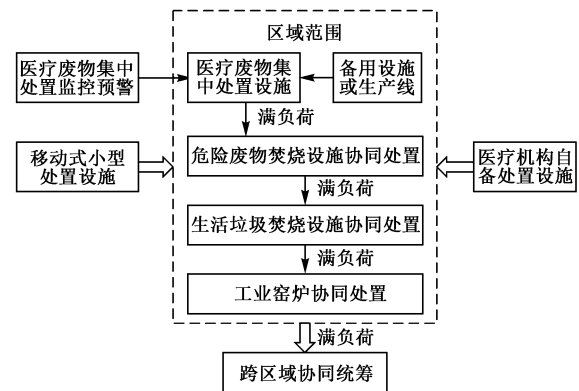 区域范围
医疗废物集中
处置监控预警
医疗废物集
中处置设施
备用设施
或生产线
满负荷
移动式小型
处置设施
危险废物焚烧设施协同处置
医疗机构自
备处置设施
满负荷
生活垃圾焚烧设施协同处置
满负荷
工业窑炉协同处置
满负荷
跨区域协同统筹